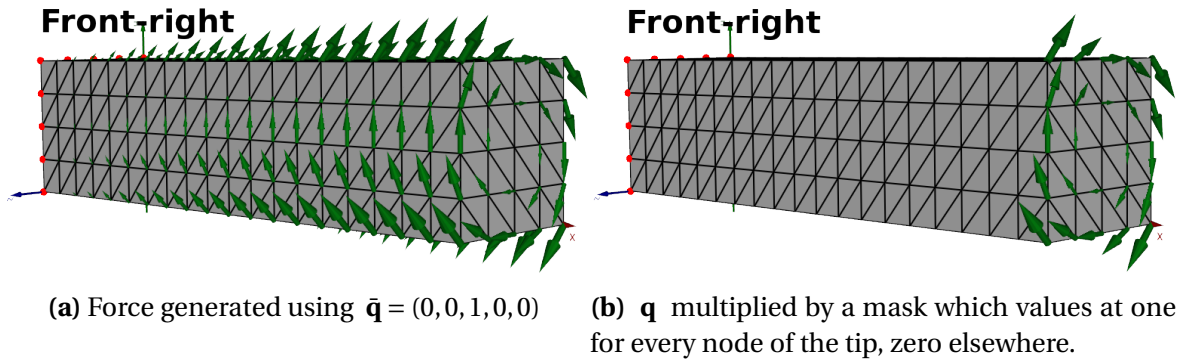 Front-right
Front-right
X
X
(a) Force generated using q̄ = (0, 0, 1, 0, 0)
(b) q multiplied by a mask which values at one
for every node of the tip, zero elsewhere.